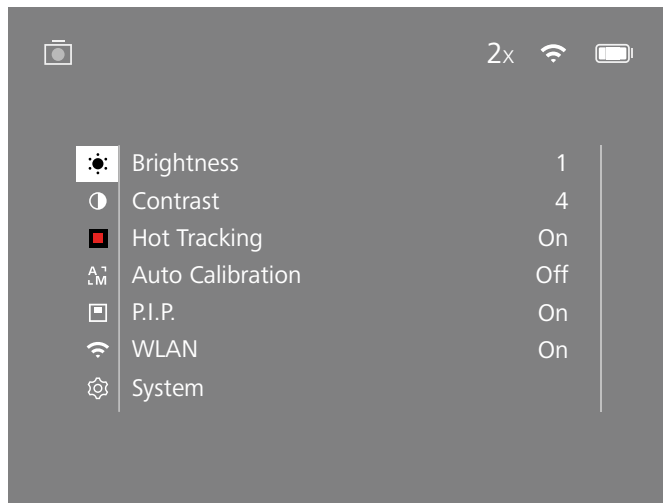 2x
Brightness 1
Contrast 4
Hot Tracking On
A M Auto Calibration Off
P.I.P. On
WLAN On
System